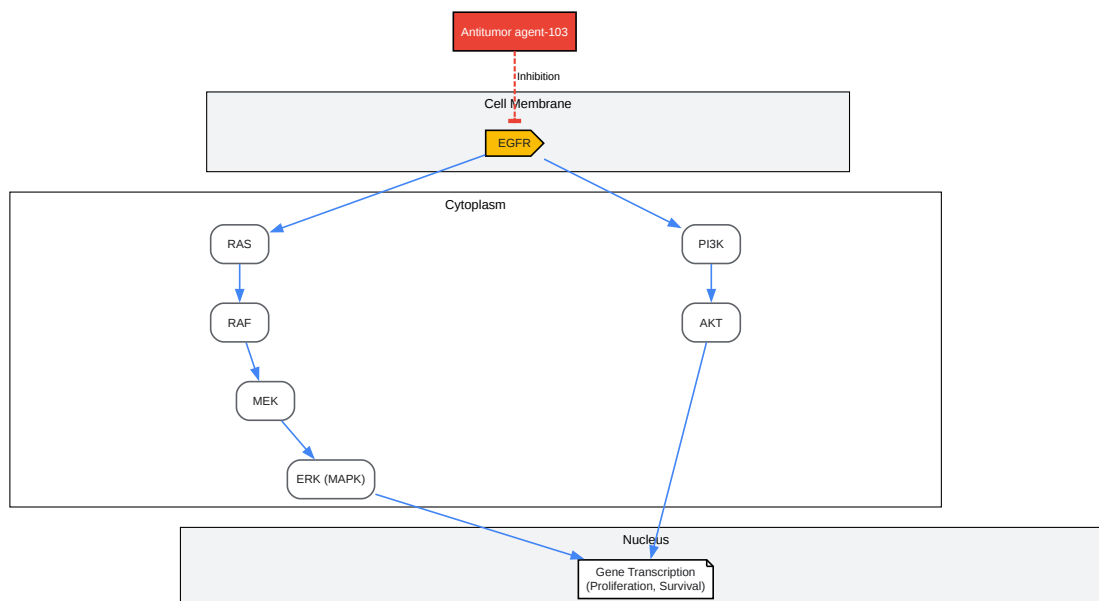 Antitumor agent-103
Inhibition
Cell Membrane
EGFR
Cytoplasm
RAS
PI3K
RAF
AKT
MEK
ERK (MAPK)
Nucleus
Gene Transcription
(Proliferation, Survival)